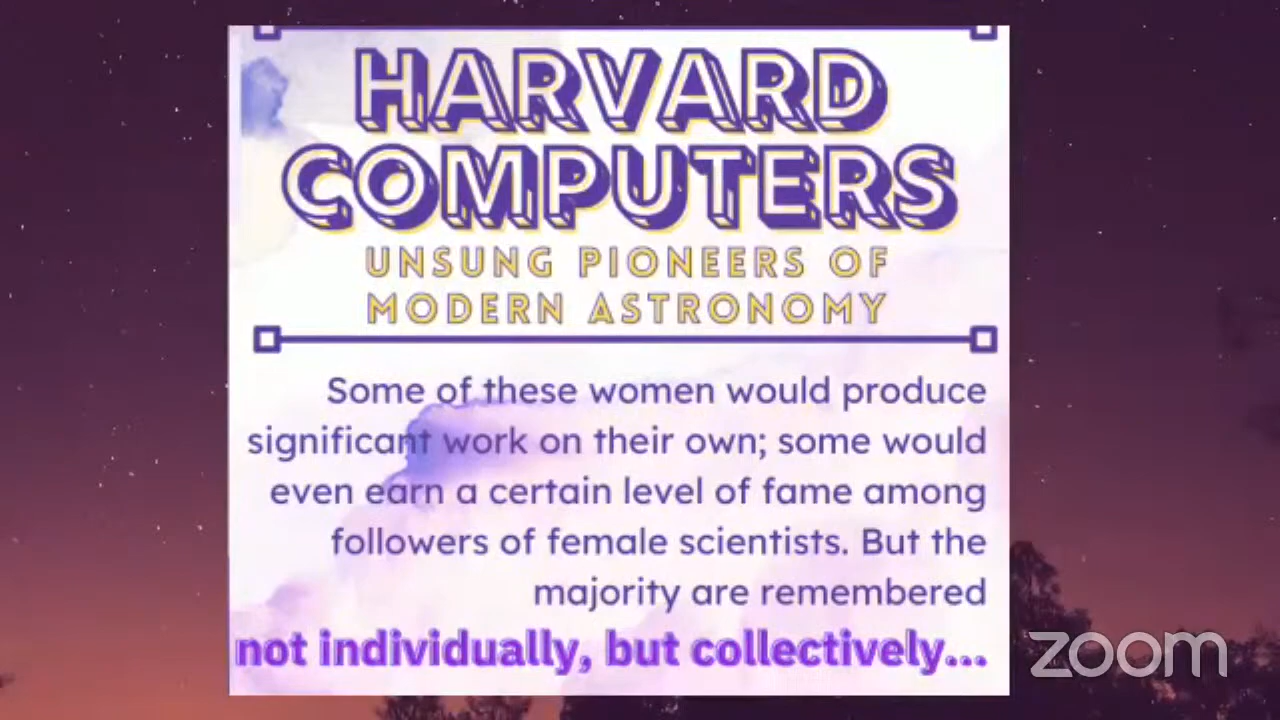 HARVARD
COMPUTERS
UNSUNG PIONEERS OF
MODERN ASTRONOMY
Some of these women would produce
significant work on their own; some would
even earn a certain level of fame among
followers of female scientists. But the
majority are remembered
not individually, but collectively...
zoom